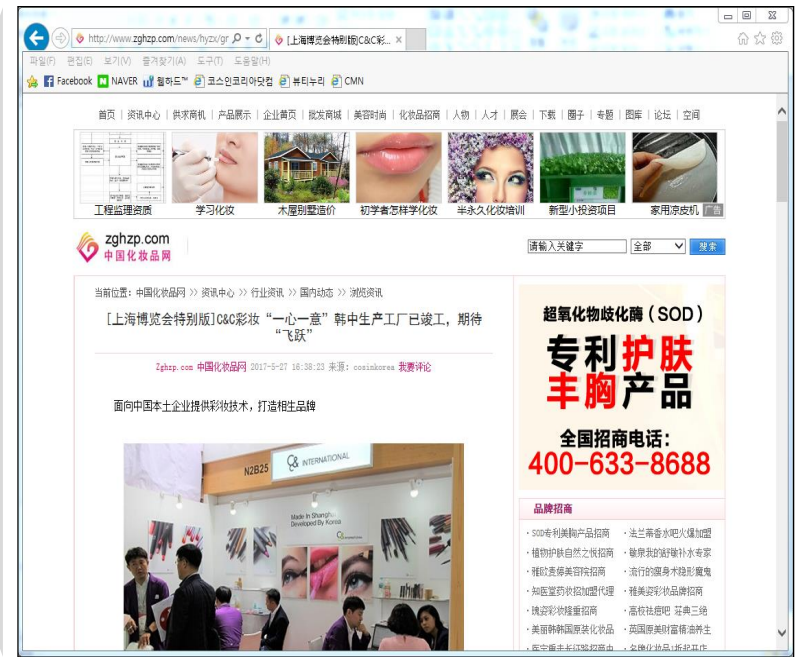 http://www.zghzp.com/news/hyzx/gr
[上海博览会特别版]C&C彩...
파일(F) 편집(E) 보기(V) 즐겨찾기(A) 도구(T) 도움말(H)
Facebook NAVER 웹하드™ 코스인코리아닷컴 뷰티누리 CMN
首页 | 资讯中心 | 供求商机 | 产品展示 | 企业黄页 | 批发商城 | 美容时尚 | 化妆品招商 | 人物 | 人才 | 展会 | 下载 | 圈子 | 专题 | 图库 | 论坛 | 空间
工程监理资质 学习化妆 木屋别墅造价 初学者怎样学化妆 半永久化妆培训 新型小投资项目 家用凉皮机 广告
zghzp.com
中国化妆品网
请输入关键字 全部 搜索
当前位置: 中国化妆品网 >> 资讯中心 >> 行业资讯 >> 国内动态 >> 浏览资讯
[上海博览会特别版]C&C彩妆“一心一意”韩中生产工厂已竣工, 期待
“飞跃”
Zghzp.com 中国化妆品网 2017-5-27 16:38:23 来源: cosinkorea 我要评论
面向中国本土企业提供彩妆技术, 打造相生品牌
N2B25
C& INTERNATIONAL
Made In Shanghai,
Developed By Korea
超氧化物歧化酶(SOD)
专利护肤
丰胸产品
全国招商电话:
400-633-8688
品牌招商
·SOD专利美胸产品招商 ·法兰蒂香水吧火爆加盟
·植物护肤自然之悦招商 ·敏泉我的舒敏补水专家
·雅欧贵傣美容院招商 ·流行的瘦身术隐形魔鬼
·知医堂药妆招加盟代理 ·雅美姿彩妆品牌招商
·瑰姿彩妆隆重招商 ·高校祛痘吧 荘典三绝
·美丽韩韩国原装化妆品 ·英国原美财富精油养生